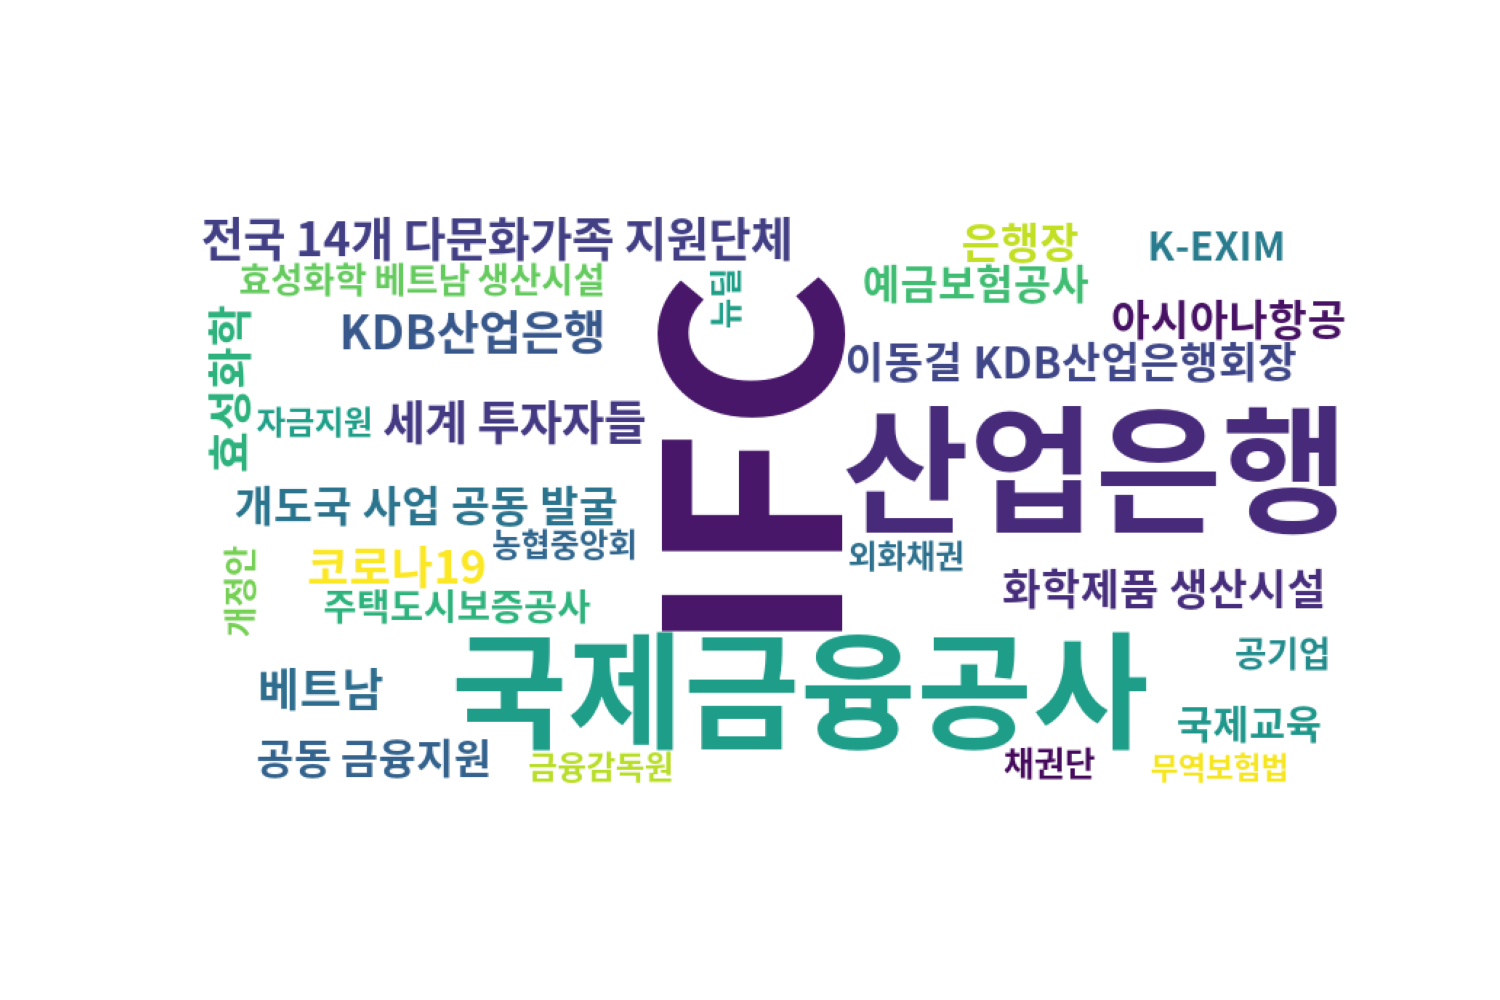 전국 14개 다문화가족 지원단체
은행장
K-EXIM
효성화학 베트남 생산시설
뉴딜
예금보험공사
아시아나항공
KDB산업은행
이동걸 KDB산업은행회장
효성화학
자금지원
세계 투자자들
IFC
산업은행
개도국 사업 공동 발굴
농협중앙회
외화채권
개정안
코로나19
화학제품 생산시설
주택도시보증공사
국제금융공사
공기업
베트남
국제교육
공동 금융지원
금융감독원
채권단
무역보험법